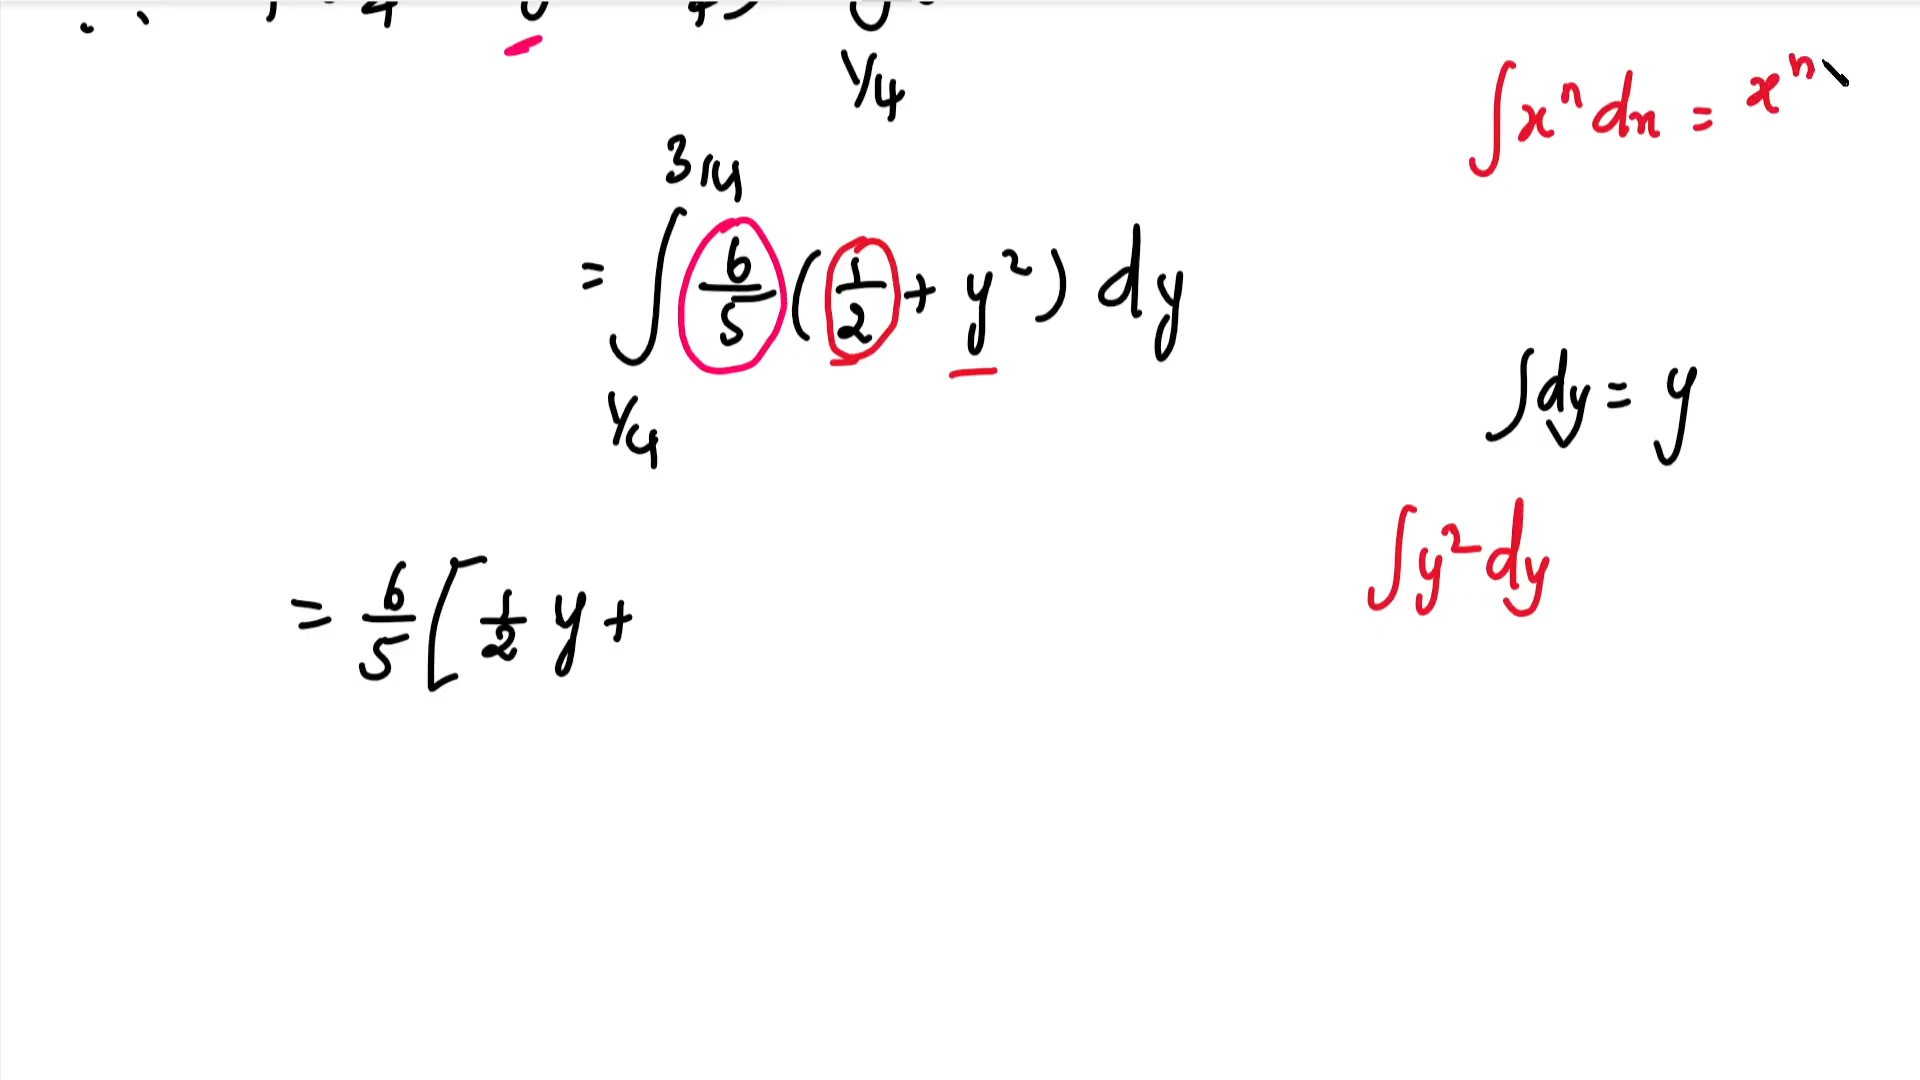 1/4
∫xⁿ dx = xⁿ
= ∫_{1/4}^{3/4} 6/5 (1/2 + y²) dy
∫dy = y
∫y² dy
= 6/5 [ 1/2 y +